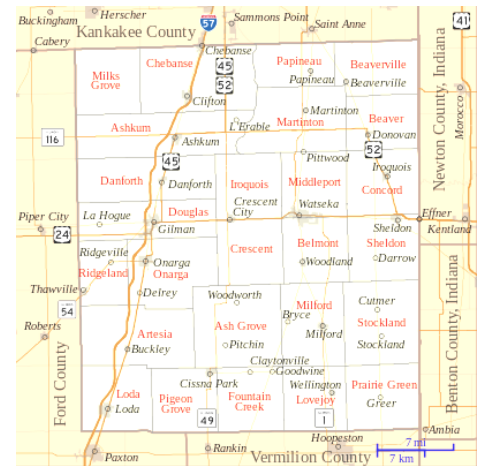 Buckingham
Herscher
57
Sammons Point
Saint Anne
41
Kankakee County
Cabery
Chebanse
Chebanse
45
52
Papineau
Papineau
Beaverville
Beaverville
Milks
Grove
Clifton
Newton County, Indiana
Morocco
Martinton
Martinton
Beaver
L'Erable
Ashkum
116
Ashkum
Donovan
52
45
Pittwood
Iroquois
Danforth
Danforth
Iroquois
Middleport
Concord
Crescent
City
Watseka
La Hogue
Douglas
Piper City
Gilman
24
Effner
Sheldon
Kentland
Crescent
Belmont
Sheldon
Ridgeville
Onarga
Onarga
Woodland
Darrow
Ridgeland
Thawville
Delrey
54
Woodworth
Milford
Cutmer
Bryce
Roberts
Artesia
Ash Grove
Milford
Stockland
Stockland
Buckley
Pitchin
Claytonville
Goodwine
Cissna Park
Wellington
Prairie Green
Ford County
Benton County, Indiana
Loda
Loda
Pigeon
Grove
Fountain
Creek
Lovejoy
Greer
49
1
Ambia
Paxton
Rankin
Hoopeston
7 mi
Vermilion County
7 km